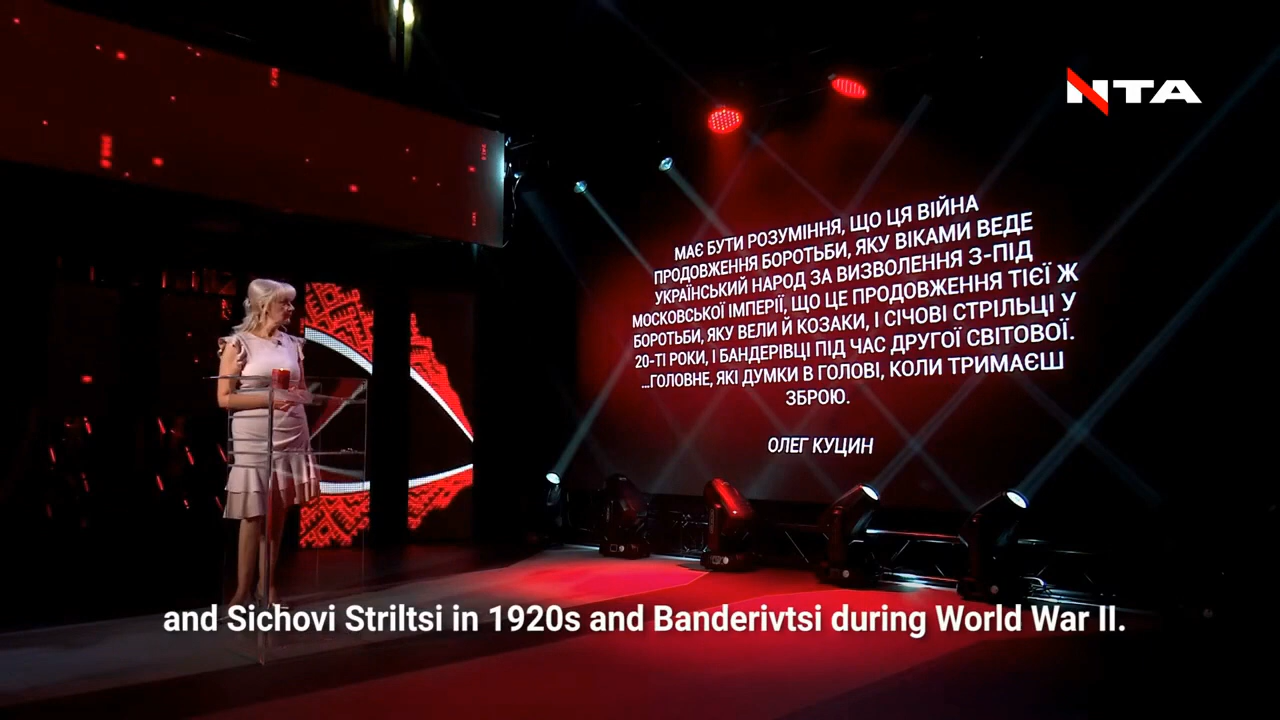 NTA
МАЄ БУТИ РОЗУМІННЯ, ЩО ЦЯ ВІЙНА
ПРОДОВЖЕННЯ БОРОТЬБИ, ЯКУ ВІКАМИ ВЕДЕ
УКРАЇНСЬКИЙ НАРОД ЗА ВИЗВОЛЕННЯ З-ПІД
МОСКОВСЬКОЇ ІМПЕРІЇ, ЩО ЦЕ ПРОДОВЖЕННЯ ТІЄЇ Ж
БОРОТЬБИ, ЯКУ ВЕЛИ Й КОЗАКИ, І СІЧОВІ СТРІЛЬЦІ У
20-ТІ РОКИ, І БАНДЕРІВЦІ ПІД ЧАС ДРУГОЇ СВІТОВОЇ.
...ГОЛОВНЕ, ЯКІ ДУМКИ В ГОЛОВІ, КОЛИ ТРИМАЄШ
ЗБРОЮ.
ОЛЕГ КУЦИН
and Sichovi Striltsi in 1920s and Banderivtsi during World War II.